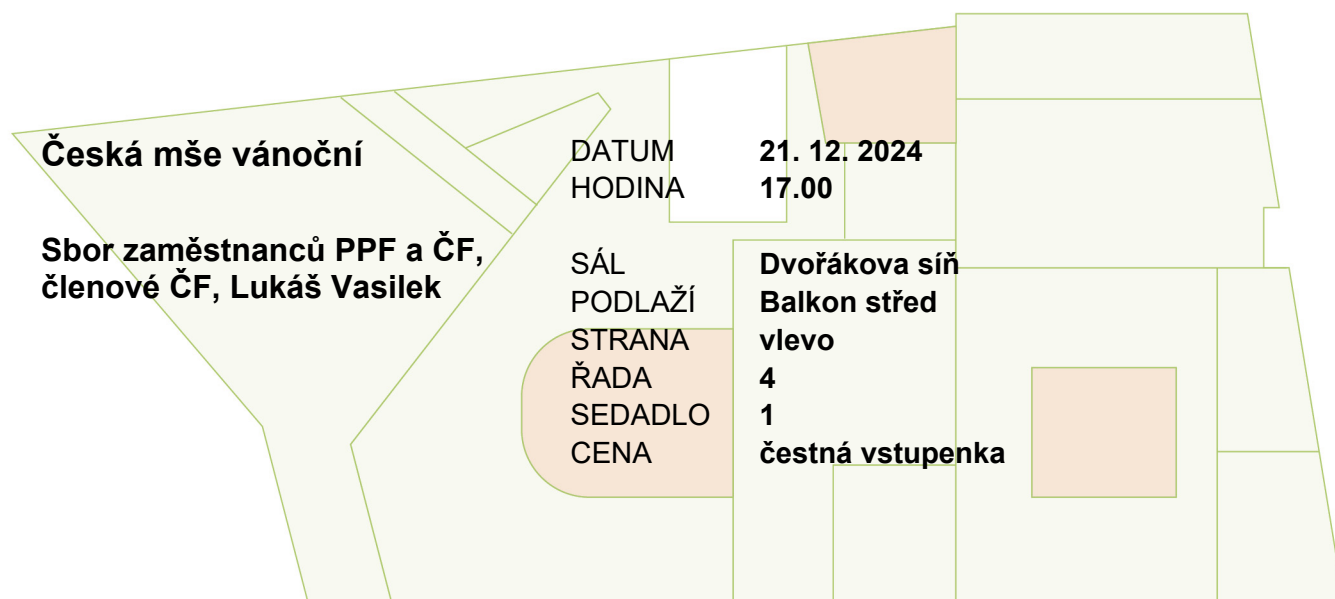 Česká mše vánoční
Sbor zaměstnanců PPF a ČF,
členové ČF, Lukáš Vasilek
DATUM 21. 12. 2024
HODINA 17.00
SÁL Dvořákova síň
PODLAŽÍ Balkon střed
STRANA vlevo
ŘADA 4
SEDADLO 1
CENA čestná vstupenka